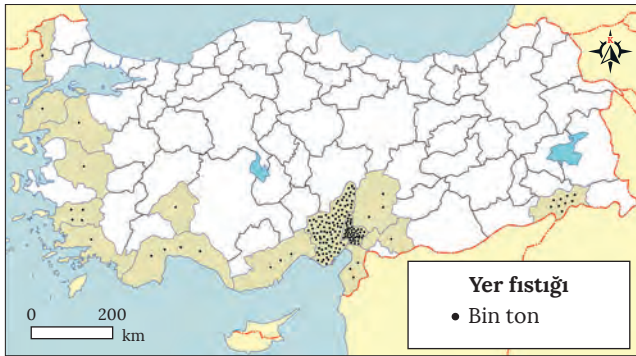 K
0 200
km
Yer fıstığı
• Bin ton